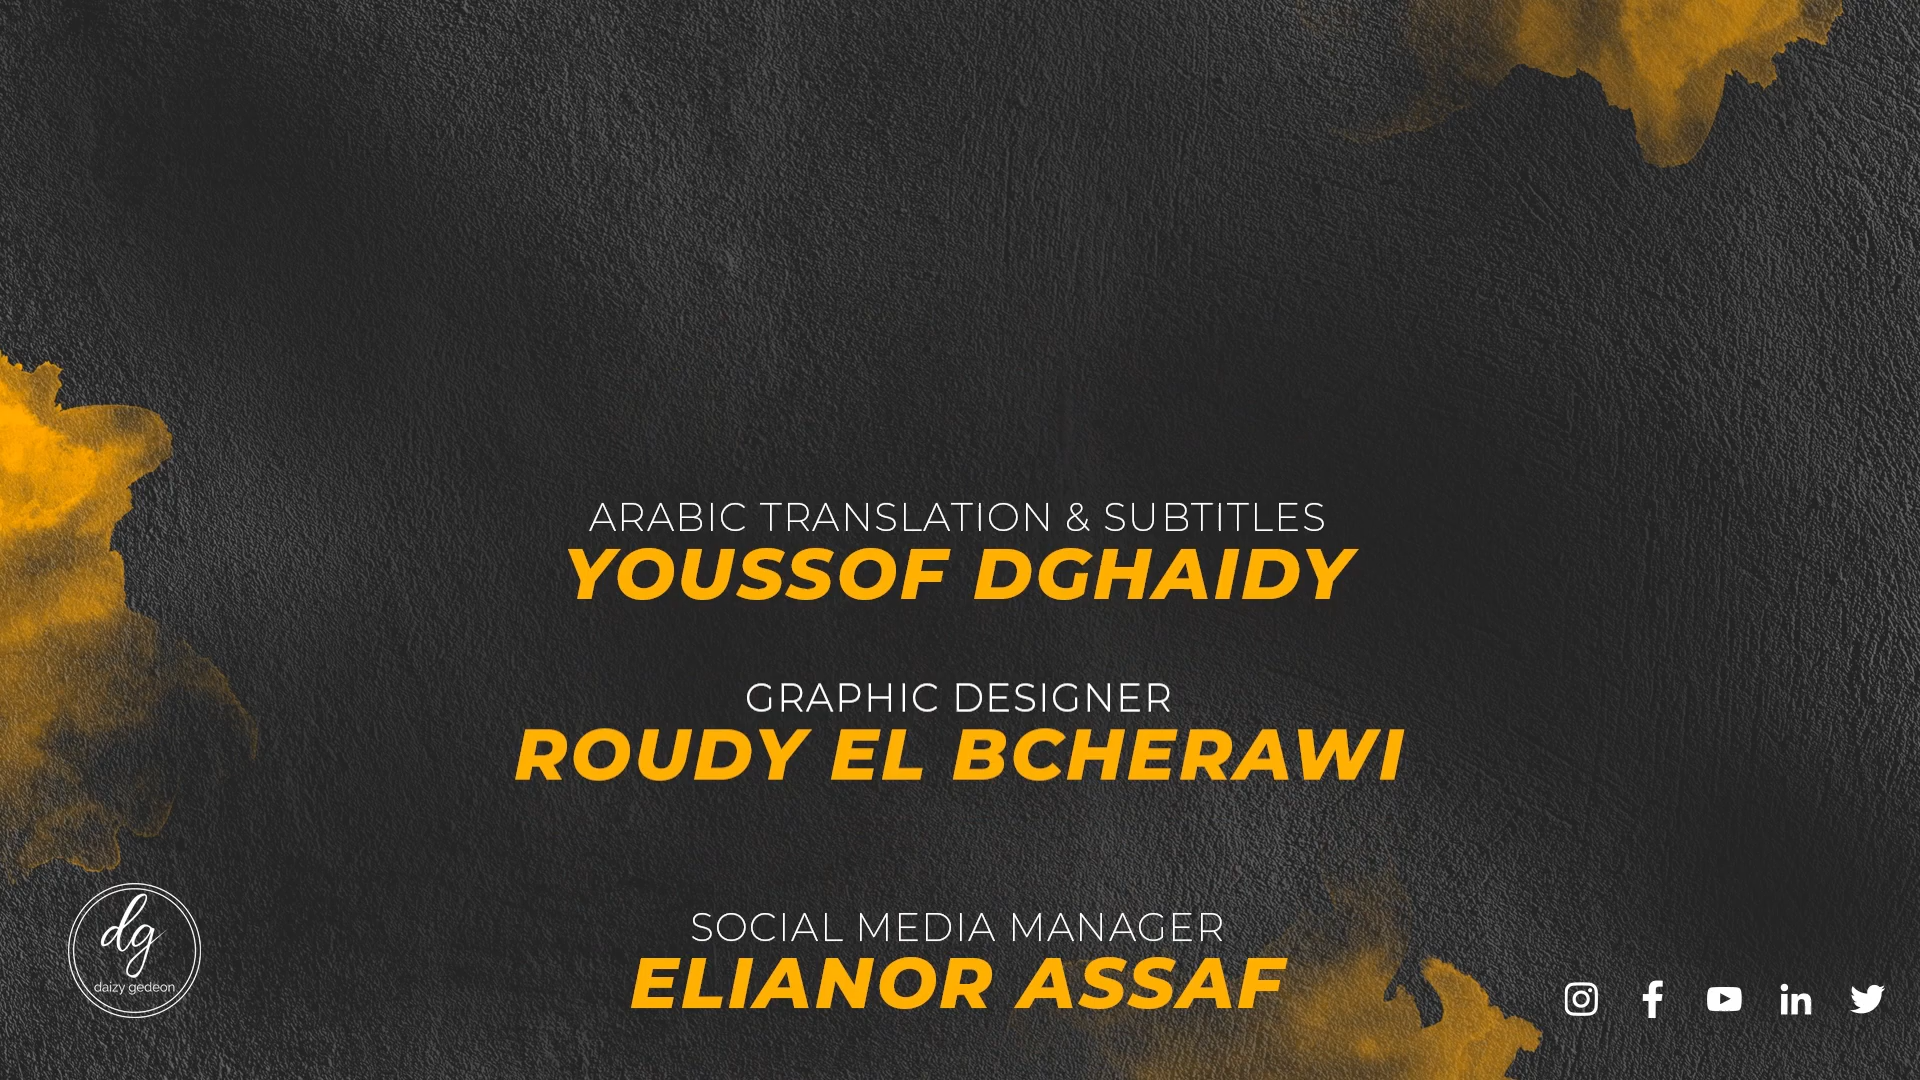 ARABIC TRANSLATION & SUBTITLES
YOUSSOF DGHAIDY
GRAPHIC DESIGNER
ROUDY EL BCHERAWI
SOCIAL MEDIA MANAGER
ELIANOR ASSAF
dg
daizy gedeon